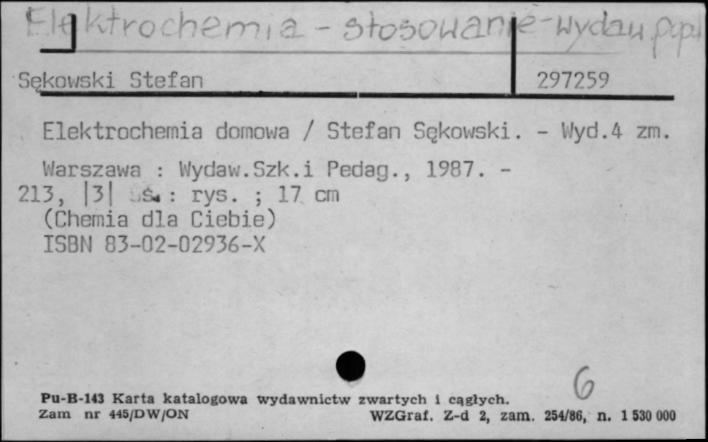 Elektrochemia - stosowanie - wydaw. popul
Sękowski Stefan 297259
Elektrochemia domowa / Stefan Sękowski. - Wyd.4 zm.
Warszawa : Wydaw.Szk.i Pedag., 1987. -
213, |3| s. : rys. ; 17 cm
(Chemia dla Ciebie)
ISBN 83-02-02936-X
6
Pu-B-143 Karta katalogowa wydawnictw zwartych i ciągłych.
Zam nr 445/DW/ON WZGraf. Z-d 2, zam. 254/86, n. 1 530 000